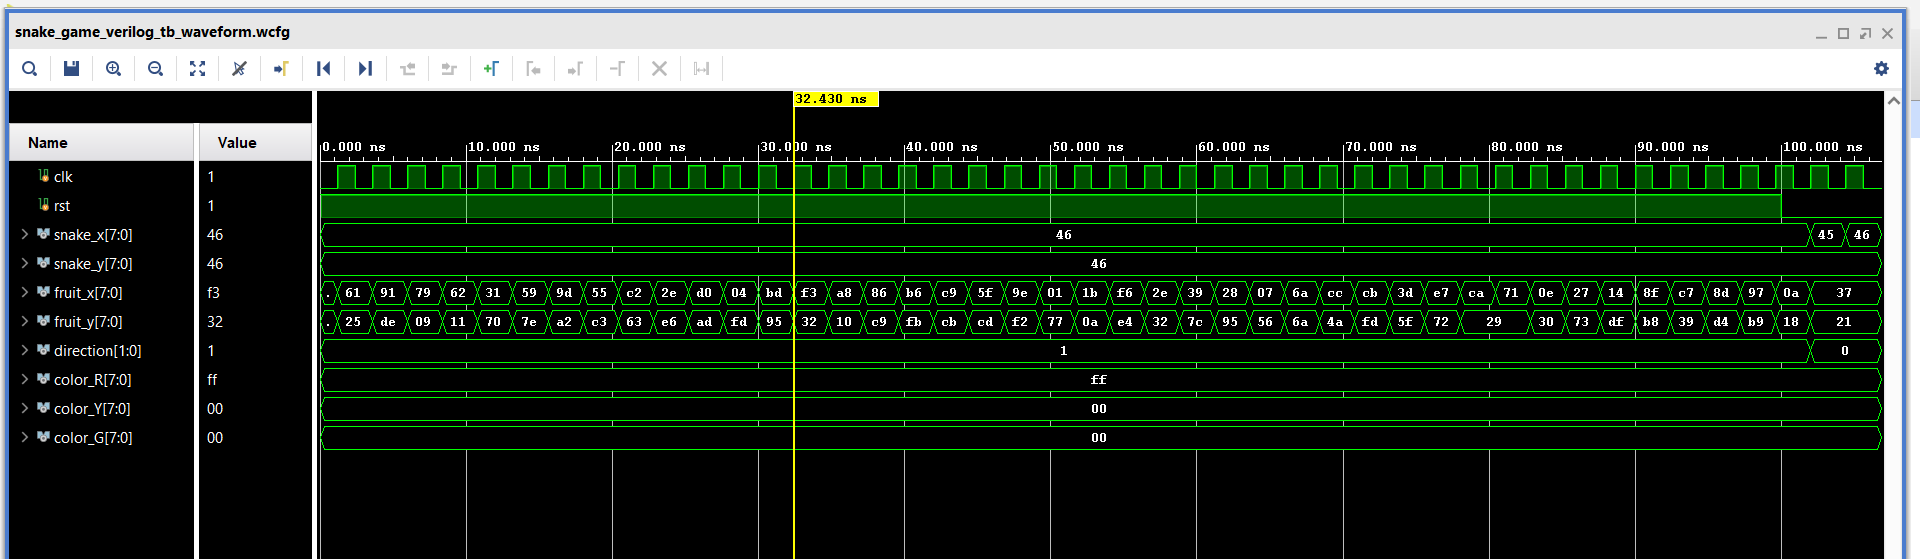 snake_game_verilog_tb_waveform.wcfg
32.430 ns
Name Value
0.000 ns 10.000 ns 20.000 ns 30.000 ns 40.000 ns 50.000 ns 60.000 ns 70.000 ns 80.000 ns 90.000 ns 100.000 ns
clk 1
rst 1
snake_x[7:0] 46 46 45 46
snake_y[7:0] 46 46
fruit_x[7:0] f3 . 61 91 79 62 31 59 9d 55 c2 2e d0 04 bd f3 a8 86 b6 c9 5f 9e 01 1b f6 2e 39 28 07 6a cc cb 3d e7 ca 71 0e 27 14 8f c7 8d 97 0a 37
fruit_y[7:0] 32 . 25 de 09 11 70 7e a2 c3 63 e6 ad fd 95 32 10 c9 fb cb cd f2 77 0a e4 32 7c 95 56 6a 4a fd 5f 72 29 30 73 df b8 39 d4 b9 18 21
direction[1:0] 1 1 0
color_R[7:0] ff ff
color_Y[7:0] 00 00
color_G[7:0] 00 00